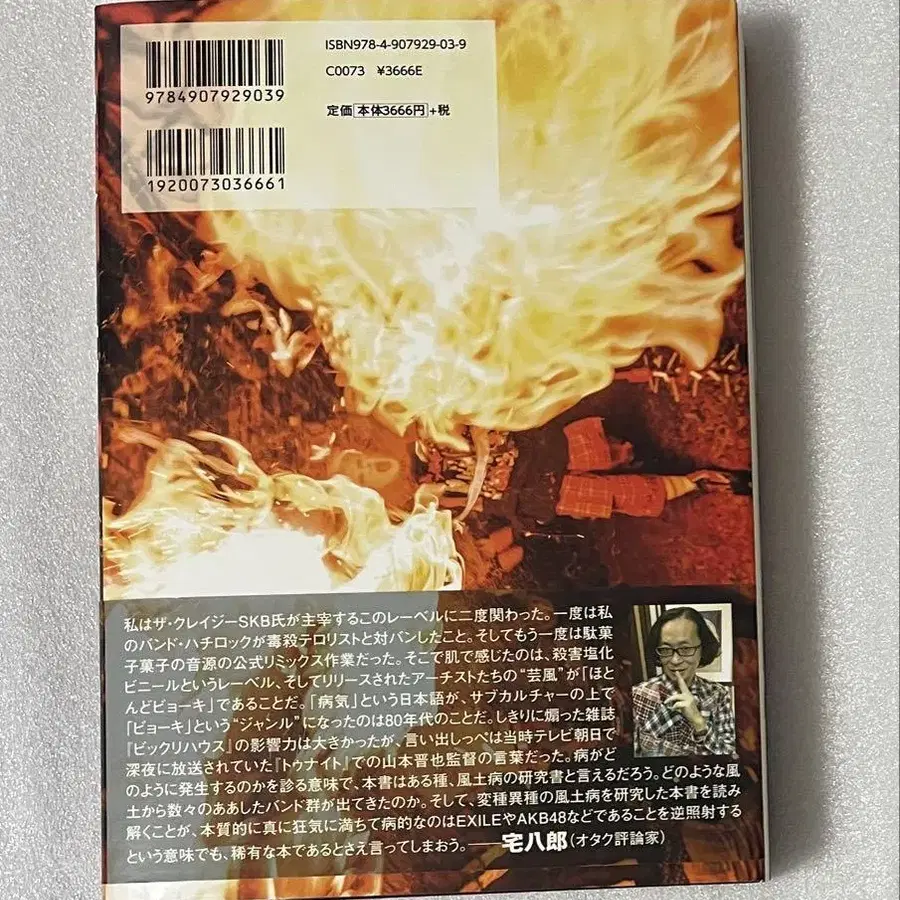 ISBN978-4-907929-03-9
C0073 ¥3666E
9784907929039
定価 本体3666円 +税
1920073036661
私はザ・クレイジーSKB氏が主宰するこのレーベルに二度関わった。一度は私
のバンド・ハチロックが毒殺テロリストと対バンしたこと。そしてもう一度は駄菓
子菓子の音源の公式リミックス作業だった。そこで肌で感じたのは、殺害塩化
ビニールというレーベル、そしてリリースされたアーチストたちの“芸風”が「ほと
んどビョーキ」であることだ。「病気」という日本語が、サブカルチャーの上で
「ビョーキ」という“ジャンル”になったのは80年代のことだ。しきりに煽った雑誌
『ビックリハウス』の影響力は大きかったが、言い出しっぺは当時テレビ朝日で
深夜に放送されていた『トゥナイト』での山本晋也監督の言葉だった。病がど
のように発生するのかを診る意味で、本書はある種、風土病の研究書と言えるだろう。どのような風
土から数々のああしたバンド群が出てきたのか。そして、変種異種の風土病を研究した本書を読み
解くことが、本質的に真に狂気に満ちて病的なのはEXILEやAKB48などであることを逆照射する
という意味でも、稀有な本であるとさえ言ってしまおう。——宅八郎(オタク評論家)